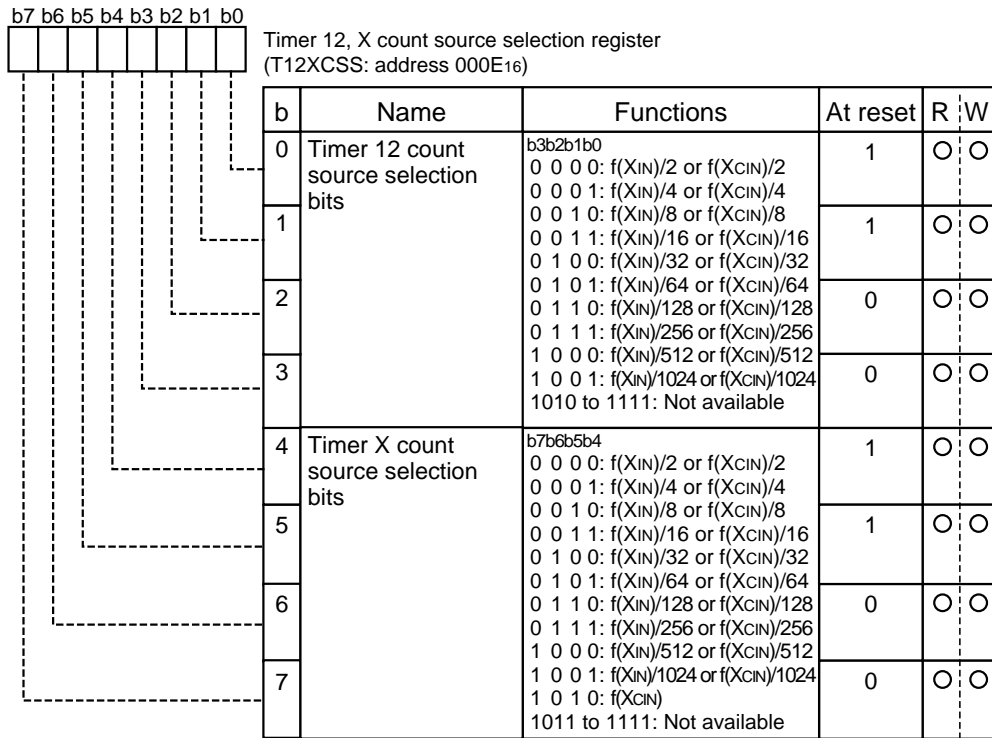 b7 b6 b5 b4 b3 b2 b1 b0
Timer 12, X count source selection register
(T12XCSS: address 000E16)
b Name Functions At reset R W
0 Timer 12 count source selection bits
b3b2b1b0
0 0 0 0: f(XIN)/2 or f(XCIN)/2
0 0 0 1: f(XIN)/4 or f(XCIN)/4
0 0 1 0: f(XIN)/8 or f(XCIN)/8
0 0 1 1: f(XIN)/16 or f(XCIN)/16
0 1 0 0: f(XIN)/32 or f(XCIN)/32
0 1 0 1: f(XIN)/64 or f(XCIN)/64
0 1 1 0: f(XIN)/128 or f(XCIN)/128
0 1 1 1: f(XIN)/256 or f(XCIN)/256
1 0 0 0: f(XIN)/512 or f(XCIN)/512
1 0 0 1: f(XIN)/1024 or f(XCIN)/1024
1010 to 1111: Not available
1 ○ ○
1 1 ○ ○
2 0 ○ ○
3 0 ○ ○
4 Timer X count source selection bits
b7b6b5b4
0 0 0 0: f(XIN)/2 or f(XCIN)/2
0 0 0 1: f(XIN)/4 or f(XCIN)/4
0 0 1 0: f(XIN)/8 or f(XCIN)/8
0 0 1 1: f(XIN)/16 or f(XCIN)/16
0 1 0 0: f(XIN)/32 or f(XCIN)/32
0 1 0 1: f(XIN)/64 or f(XCIN)/64
0 1 1 0: f(XIN)/128 or f(XCIN)/128
0 1 1 1: f(XIN)/256 or f(XCIN)/256
1 0 0 0: f(XIN)/512 or f(XCIN)/512
1 0 0 1: f(XIN)/1024 or f(XCIN)/1024
1 0 1 0: f(XCIN)
1011 to 1111: Not available
1 ○ ○
5 1 ○ ○
6 0 ○ ○
7 0 ○ ○